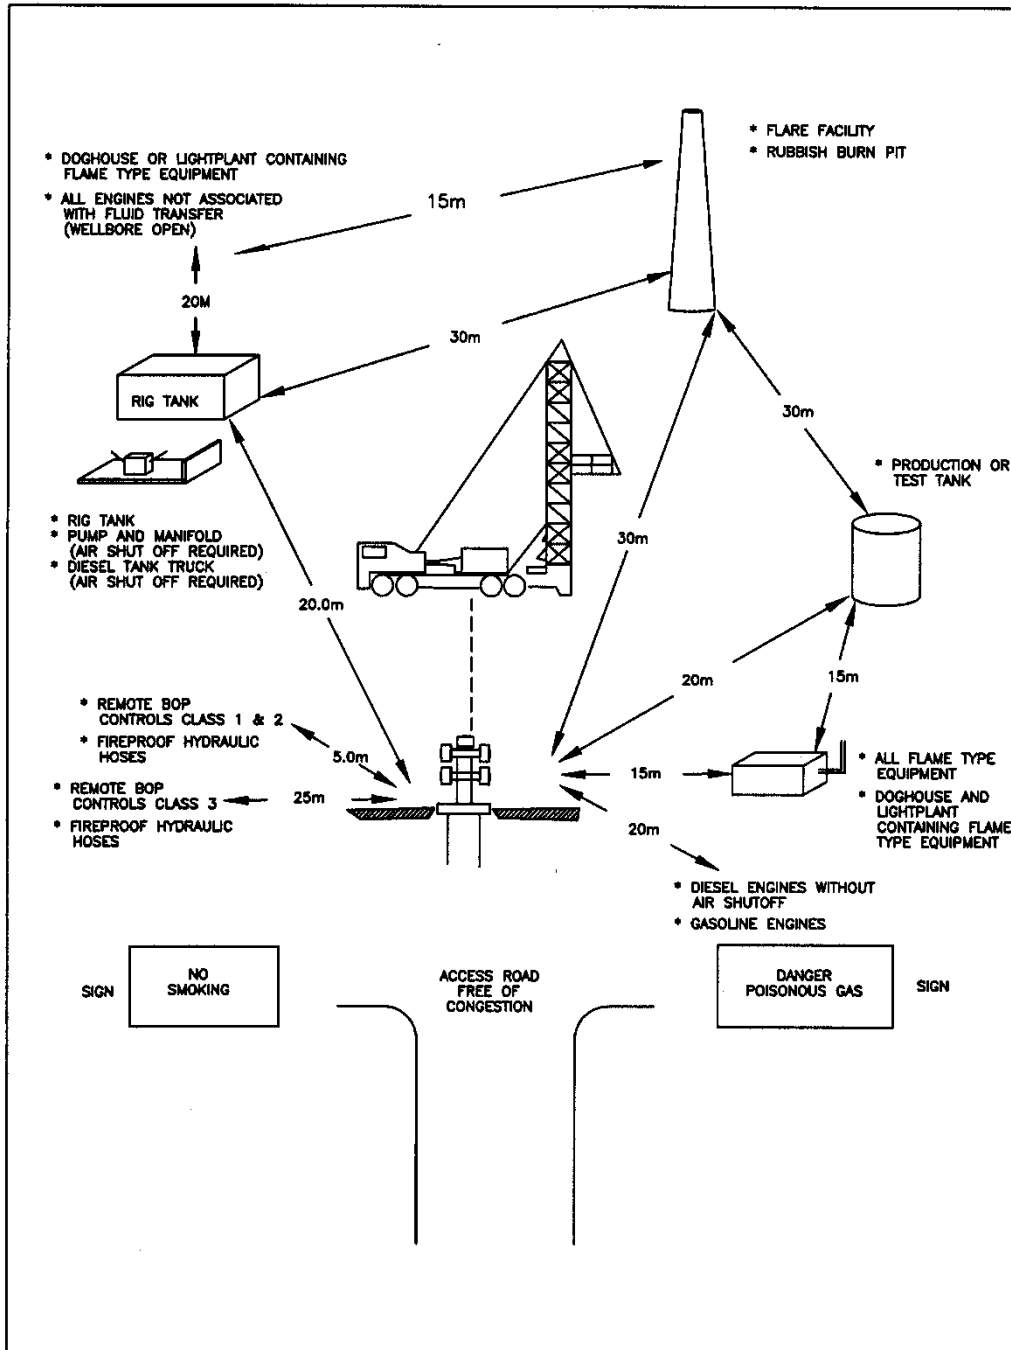 * FLARE FACILITY
* RUBBISH BURN PIT
* DOGHOUSE OR LIGHTPLANT CONTAINING
FLAME TYPE EQUIPMENT
* ALL ENGINES NOT ASSOCIATED
WITH FLUID TRANSFER
(WELLBORE OPEN)
15m
20M
30m
RIG TANK
30m
* PRODUCTION OR
TEST TANK
* RIG TANK
* PUMP AND MANIFOLD
(AIR SHUT OFF REQUIRED)
* DIESEL TANK TRUCK
(AIR SHUT OFF REQUIRED)
30m
20.0m
20m
15m
* REMOTE BOP
CONTROLS CLASS 1 & 2
* FIREPROOF HYDRAULIC
HOSES
5.0m
* REMOTE BOP
CONTROLS CLASS 3
* FIREPROOF HYDRAULIC
HOSES
25m
15m
* ALL FLAME TYPE
EQUIPMENT
* DOGHOUSE AND
LIGHTPLANT
CONTAINING FLAME
TYPE EQUIPMENT
20m
* DIESEL ENGINES WITHOUT
AIR SHUTOFF
* GASOLINE ENGINES
SIGN
NO
SMOKING
ACCESS ROAD
FREE OF
CONGESTION
DANGER
POISONOUS GAS
SIGN